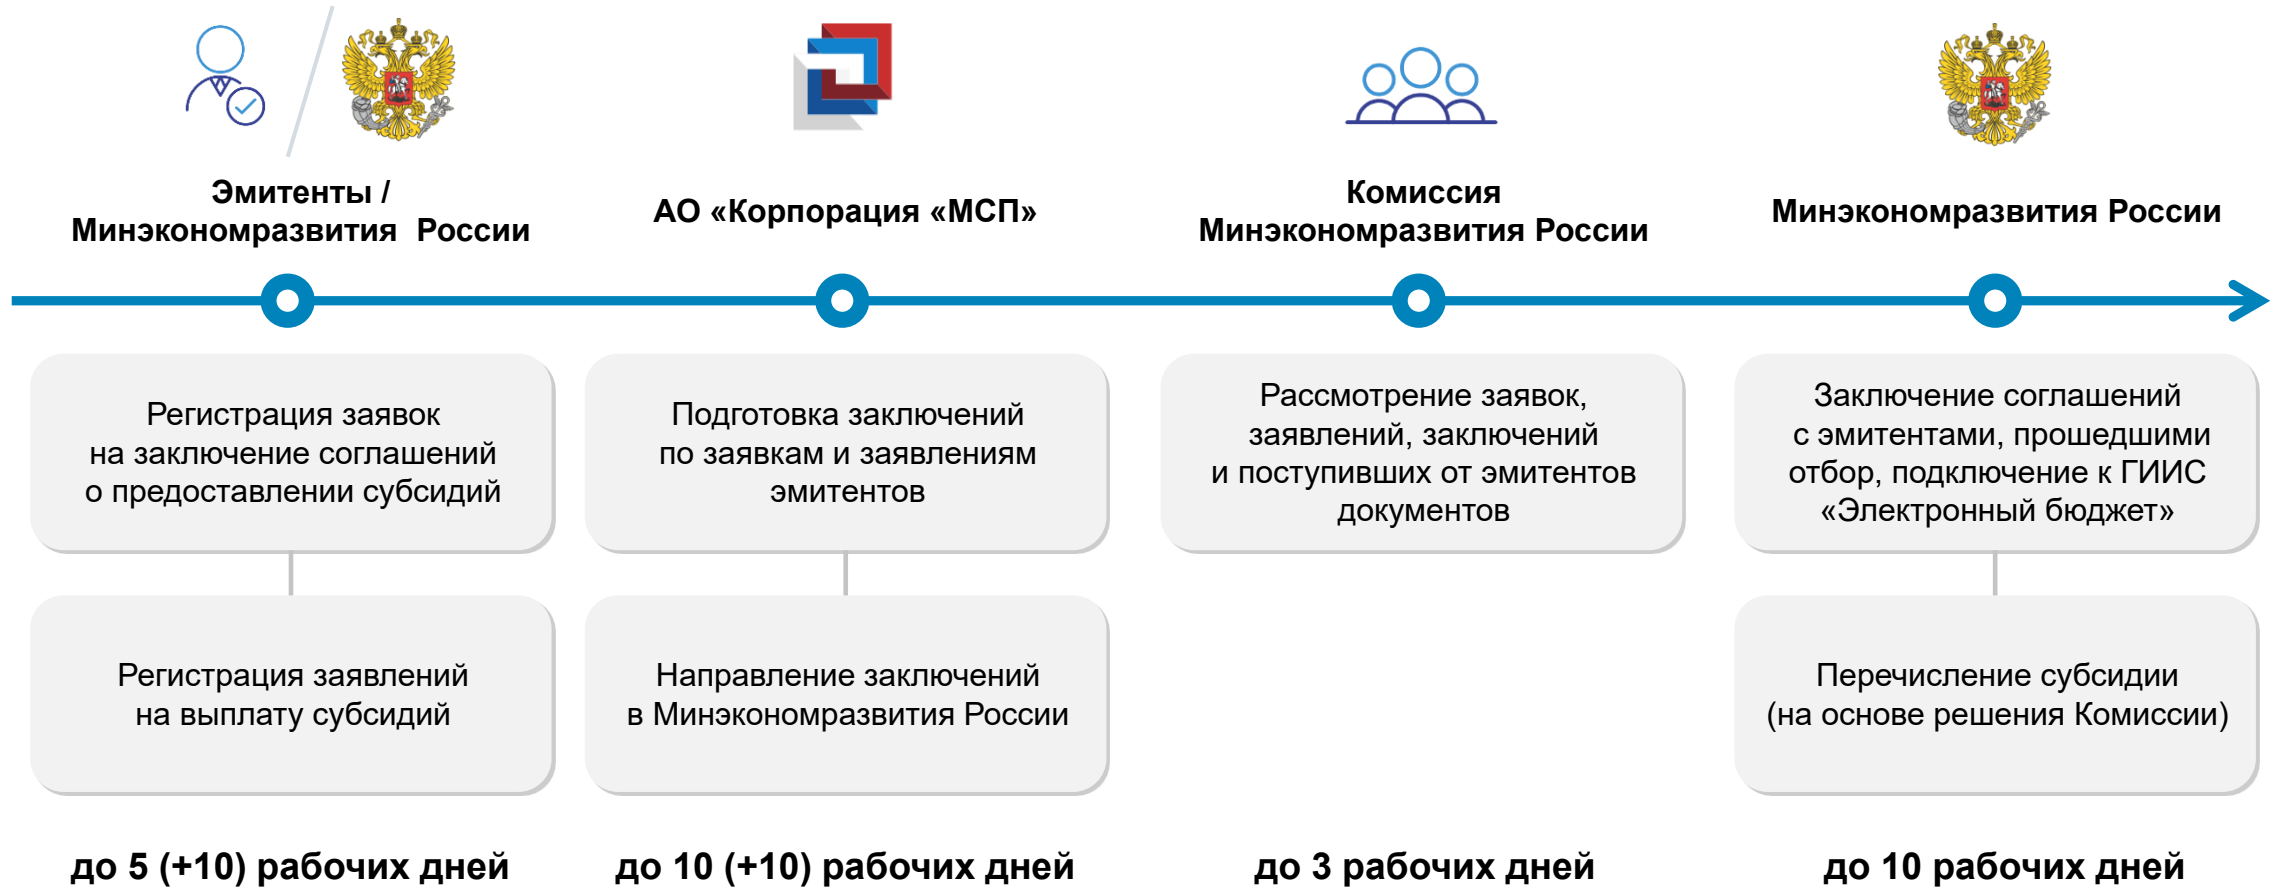 Эмитенты /
Минэкономразвития России
АО «Корпорация «МСП»
Комиссия
Минэкономразвития России
Минэкономразвития России
Регистрация заявок
на заключение соглашений
о предоставлении субсидий
Подготовка заключений
по заявкам и заявлениям
эмитентов
Рассмотрение заявок,
заявлений, заключений
и поступивших от эмитентов
документов
Заключение соглашений
с эмитентами, прошедшими
отбор, подключение к ГИИС
«Электронный бюджет»
Регистрация заявлений
на выплату субсидий
Направление заключений
в Минэкономразвития России
Перечисление субсидии
(на основе решения Комиссии)
до 5 (+10) рабочих дней
до 10 (+10) рабочих дней
до 3 рабочих дней
до 10 рабочих дней